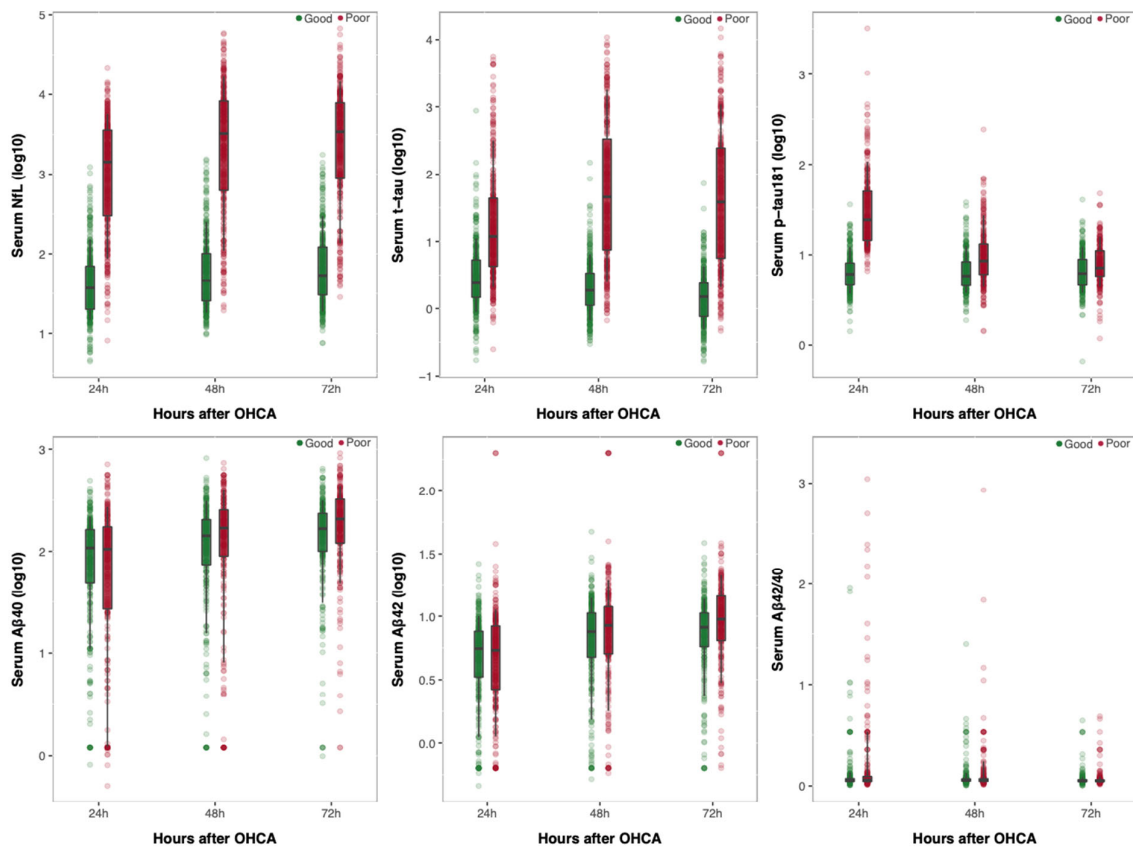 Good Poor
Serum NfL (log10)
5
4
3
2
1
24h 48h 72h
Hours after OHCA
Good Poor
Serum t-tau (log10)
4
3
2
1
0
−1
24h 48h 72h
Hours after OHCA
Good Poor
Serum p-tau181 (log10)
3
2
1
0
24h 48h 72h
Hours after OHCA
Good Poor
Serum Aβ40 (log10)
3
2
1
0
24h 48h 72h
Hours after OHCA
Good Poor
Serum Aβ42 (log10)
2.0
1.5
1.0
0.5
0.0
24h 48h 72h
Hours after OHCA
Good Poor
Serum Aβ42/40
3
2
1
0
24h 48h 72h
Hours after OHCA